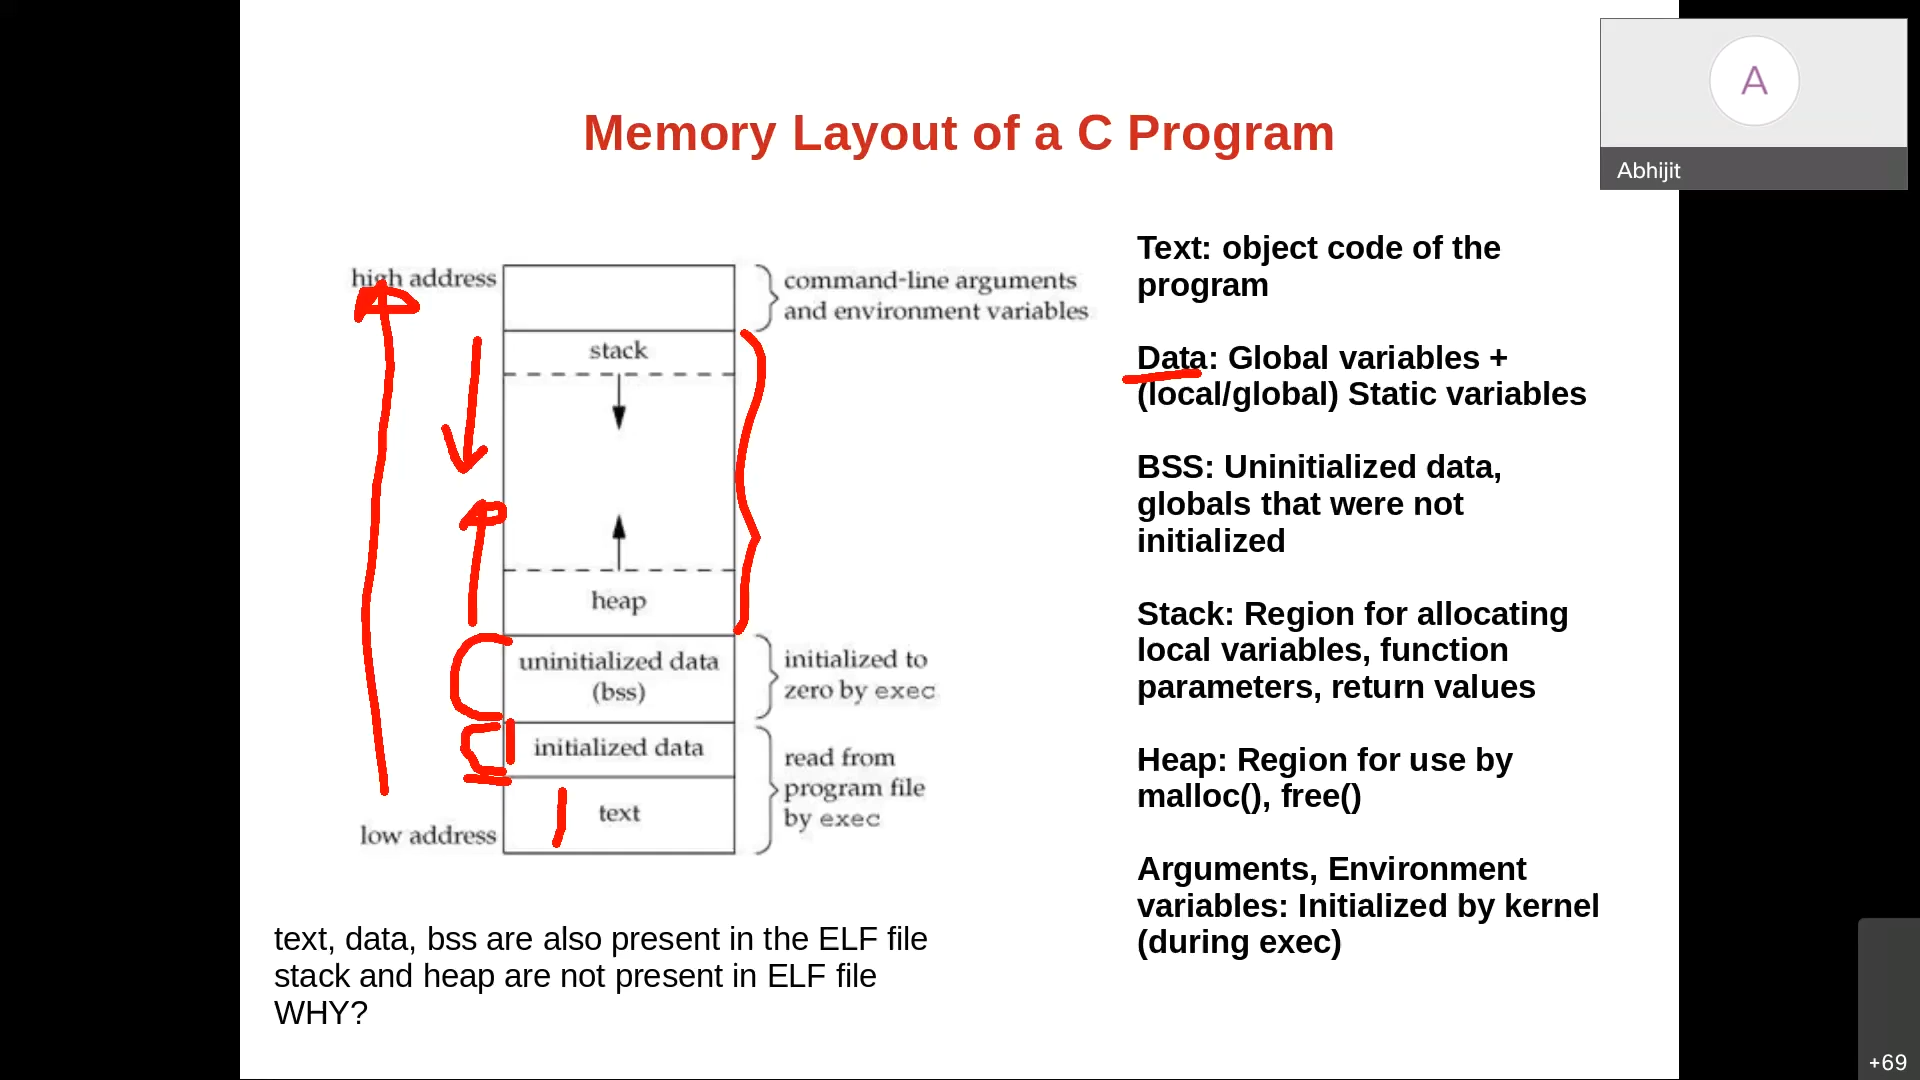 Memory Layout of a C Program
A
Abhijit
high address
command-line arguments
and environment variables
stack
heap
uninitialized data
(bss)
initialized to
zero by exec
initialized data
read from
program file
by exec
text
low address
text, data, bss are also present in the ELF file
stack and heap are not present in ELF file
WHY?
Text: object code of the
program
Data: Global variables +
(local/global) Static variables
BSS: Uninitialized data,
globals that were not
initialized
Stack: Region for allocating
local variables, function
parameters, return values
Heap: Region for use by
malloc(), free()
Arguments, Environment
variables: Initialized by kernel
(during exec)
+69